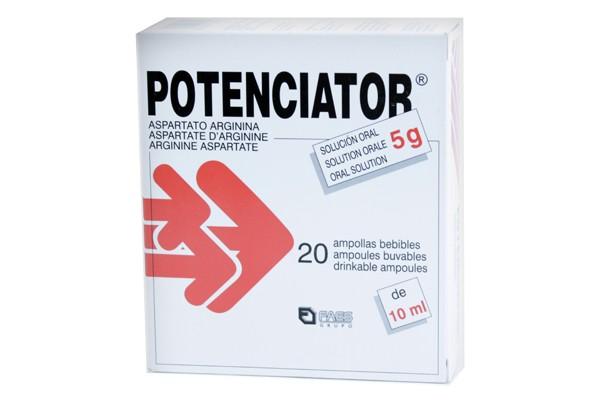 POTENCIATOR®
ASPARTATO ARGININA
ASPARTATE D'ARGININE
ARGININE ASPARTATE
SOLUCIÓN ORAL
SOLUTION ORALE
ORAL SOLUTION
5g
20
ampollas bebibles
ampoules buvables
drinkable ampoules
de
10 ml
FAES
GRUPO